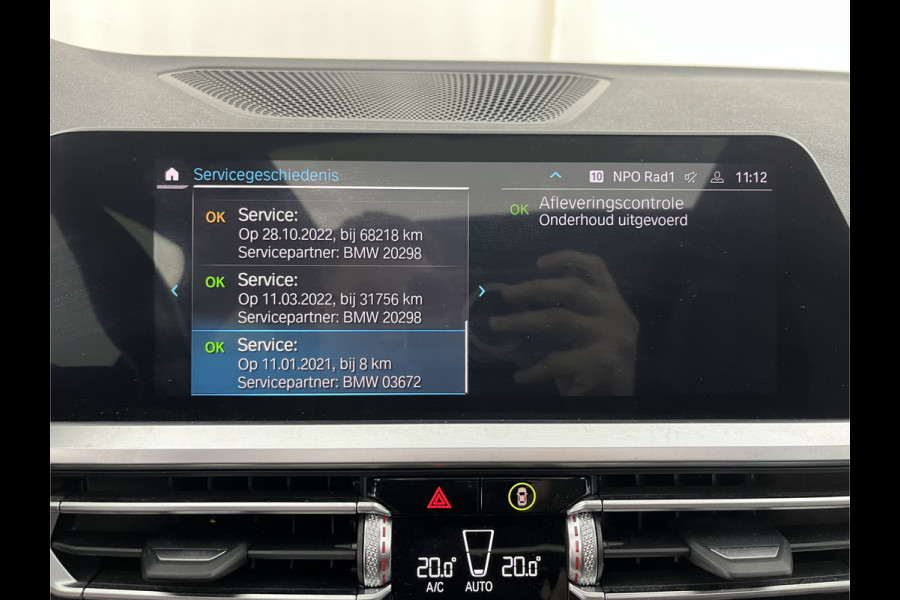 Servicegeschiedenis
10 NPO Rad1 11:12
OK Service:
Op 28.10.2022, bij 68218 km
Servicepartner: BMW 20298
OK Service:
Op 11.03.2022, bij 31756 km
Servicepartner: BMW 20298
OK Service:
Op 11.01.2021, bij 8 km
Servicepartner: BMW 03672
OK Afleveringscontrole
Onderhoud uitgevoerd
20.0° 20.0°
A/C AUTO